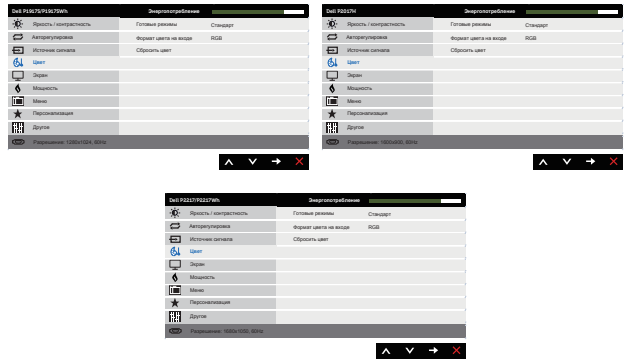 Dell P1917S/P1917SWh Энергопотребление
Яркость / контрастность Готовые режимы Стандарт
Авторегулировка Формат цвета на входе RGB
Источник сигнала Сбросить цвет
Цвет
Экран
Мощность
Меню
Персонализация
Другое
Разрешение: 1280x1024, 60Hz
Dell P2017H Энергопотребление
Яркость / контрастность Готовые режимы Стандарт
Авторегулировка Формат цвета на входе RGB
Источник сигнала Сбросить цвет
Цвет
Экран
Мощность
Меню
Персонализация
Другое
Разрешение: 1600x900, 60Hz
Dell P2217/P2217Wh Энергопотребление
Яркость / контрастность Готовые режимы Стандарт
Авторегулировка Формат цвета на входе RGB
Источник сигнала Сбросить цвет
Цвет
Экран
Мощность
Меню
Персонализация
Другое
Разрешение: 1680x1050, 60Hz